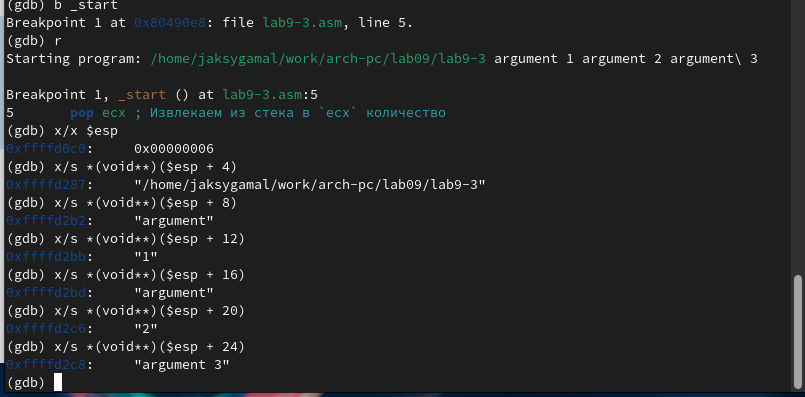 (gdb) b _start
Breakpoint 1 at 0x80490e8: file lab9-3.asm, line 5.
(gdb) r
Starting program: /home/jaksygamal/work/arch-pc/lab09/lab9-3 argument 1 argument 2 argument\ 3

Breakpoint 1, _start () at lab9-3.asm:5
5       pop ecx ; Извлекаем из стека в `ecx` количество
(gdb) x/x $esp
0xffffd0c0:     0x00000006
(gdb) x/s *(void**)($esp + 4)
0xffffd287:     "/home/jaksygamal/work/arch-pc/lab09/lab9-3"
(gdb) x/s *(void**)($esp + 8)
0xffffd2b2:     "argument"
(gdb) x/s *(void**)($esp + 12)
0xffffd2bb:     "1"
(gdb) x/s *(void**)($esp + 16)
0xffffd2bd:     "argument"
(gdb) x/s *(void**)($esp + 20)
0xffffd2c6:     "2"
(gdb) x/s *(void**)($esp + 24)
0xffffd2c8:     "argument 3"
(gdb)